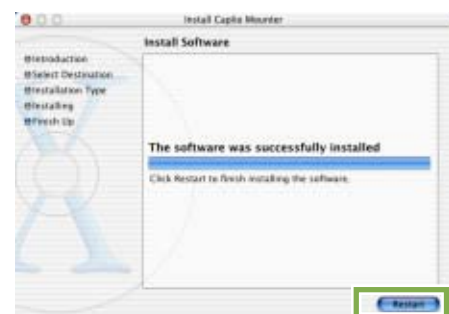 Install Caplio Mounter
Install Software
Introduction
Select Destination
Installation Type
Installing
Finish Up
The software was successfully installed
Click Restart to finish installing the software.
Restart